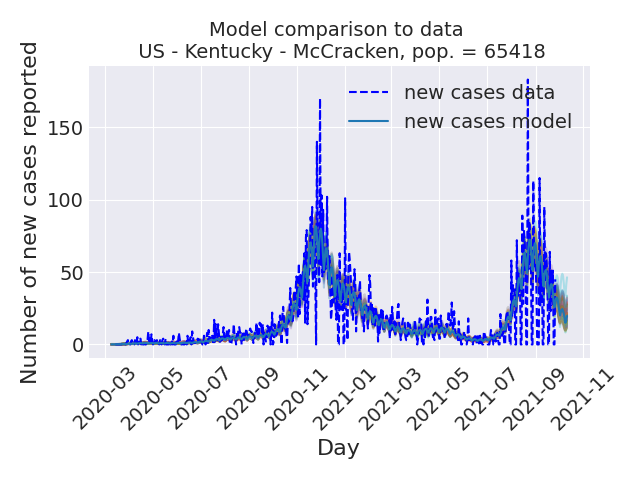 Model comparison to data
US - Kentucky - McCracken, pop. = 65418
Number of new cases reported
new cases data
new cases model
150
100
50
0
2020-03
2020-05
2020-07
2020-09
2020-11
2021-01
2021-03
2021-05
2021-07
2021-09
2021-11
Day